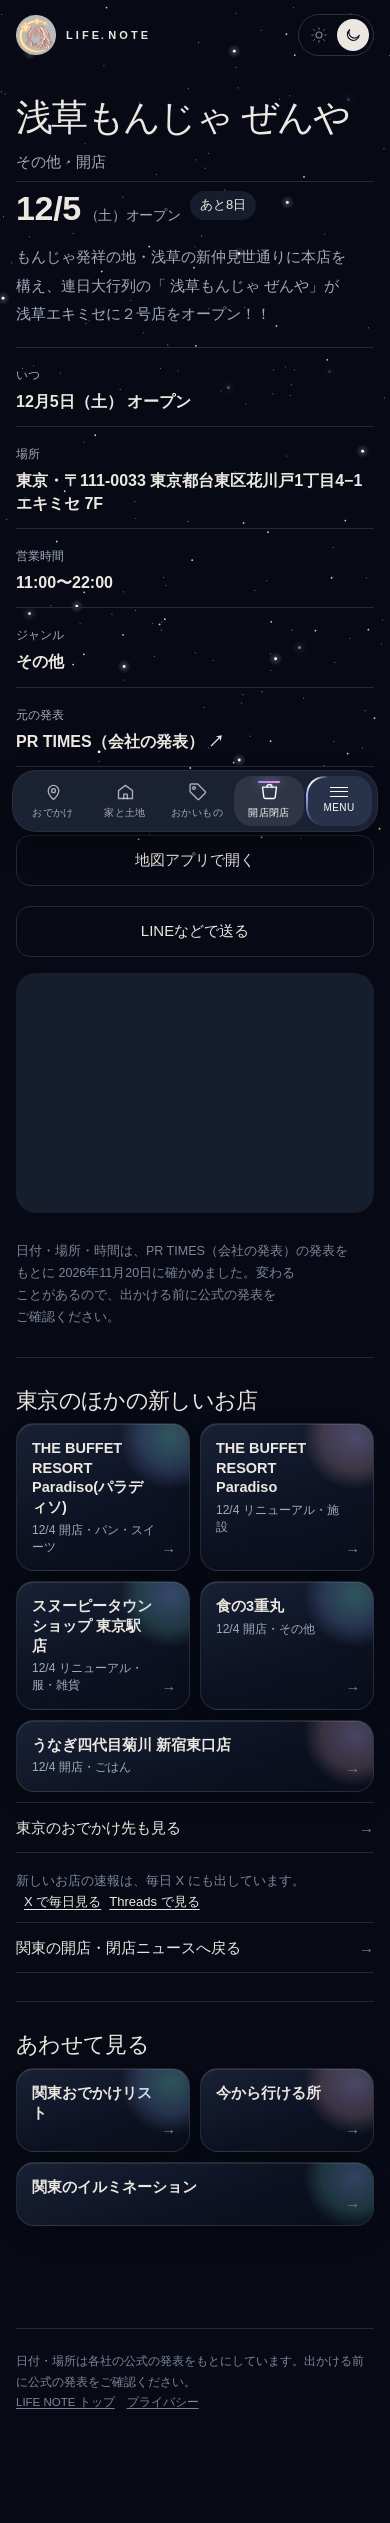 LIFE.NOTE
浅草もんじゃ ぜんや
その他・開店
12/5 （土）オープン あと8日
もんじゃ発祥の地・浅草の新仲見世通りに本店を
構え、連日大行列の「 浅草もんじゃ ぜんや」が
浅草エキミセに２号店をオープン！！
いつ
12月5日（土） オープン
場所
東京・〒111-0033 東京都台東区花川戸1丁目4−1
エキミセ 7F
営業時間
11:00〜22:00
ジャンル
その他
元の発表
PR TIMES（会社の発表） ↗
おでかけ 家と土地 おかいもの 開店閉店 MENU
地図アプリで開く
LINEなどで送る
日付・場所・時間は、PR TIMES（会社の発表）の発表を
もとに 2026年11月20日に確かめました。変わる
ことがあるので、出かける前に公式の発表を
ご確認ください。
東京のほかの新しいお店
THE BUFFET
RESORT
Paradiso(パラデ
ィソ)
12/4 開店・パン・スイ
ーツ
→
THE BUFFET
RESORT
Paradiso
12/4 リニューアル・施
設
→
スヌーピータウン
ショップ 東京駅
店
12/4 リニューアル・
服・雑貨
→
食の3重丸
12/4 開店・その他
→
うなぎ四代目菊川 新宿東口店
12/4 開店・ごはん
→
東京のおでかけ先も見る →
新しいお店の速報は、毎日 X にも出しています。
X で毎日見る Threads で見る
関東の開店・閉店ニュースへ戻る →
あわせて見る
関東おでかけリス
ト
→
今から行ける所
→
関東のイルミネーション
→
日付・場所は各社の公式の発表をもとにしています。出かける前
に公式の発表をご確認ください。
LIFE NOTE トップ プライバシー